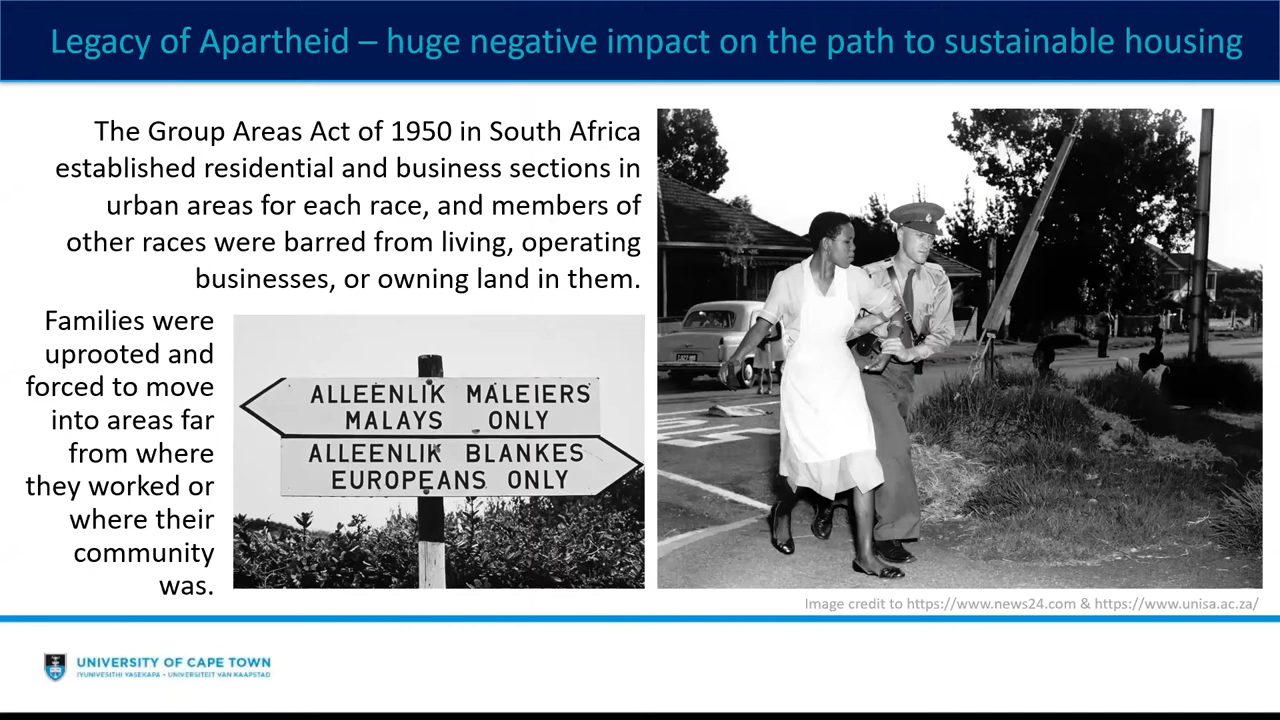 Legacy of Apartheid – huge negative impact on the path to sustainable housing
The Group Areas Act of 1950 in South Africa
established residential and business sections in
urban areas for each race, and members of
other races were barred from living, operating
businesses, or owning land in them.
Families were
uprooted and
forced to move
into areas far
from where
they worked or
where their
community
was.
ALLEENLIK MALEIERS
MALAYS ONLY
ALLEENLIK BLANKES
EUROPEANS ONLY
Image credit to https://www.news24.com & https://www.unisa.ac.za/
UNIVERSITY OF CAPE TOWN
IYUNIVESITHI YASEKAPA • UNIVERSITEIT VAN KAAPSTAD